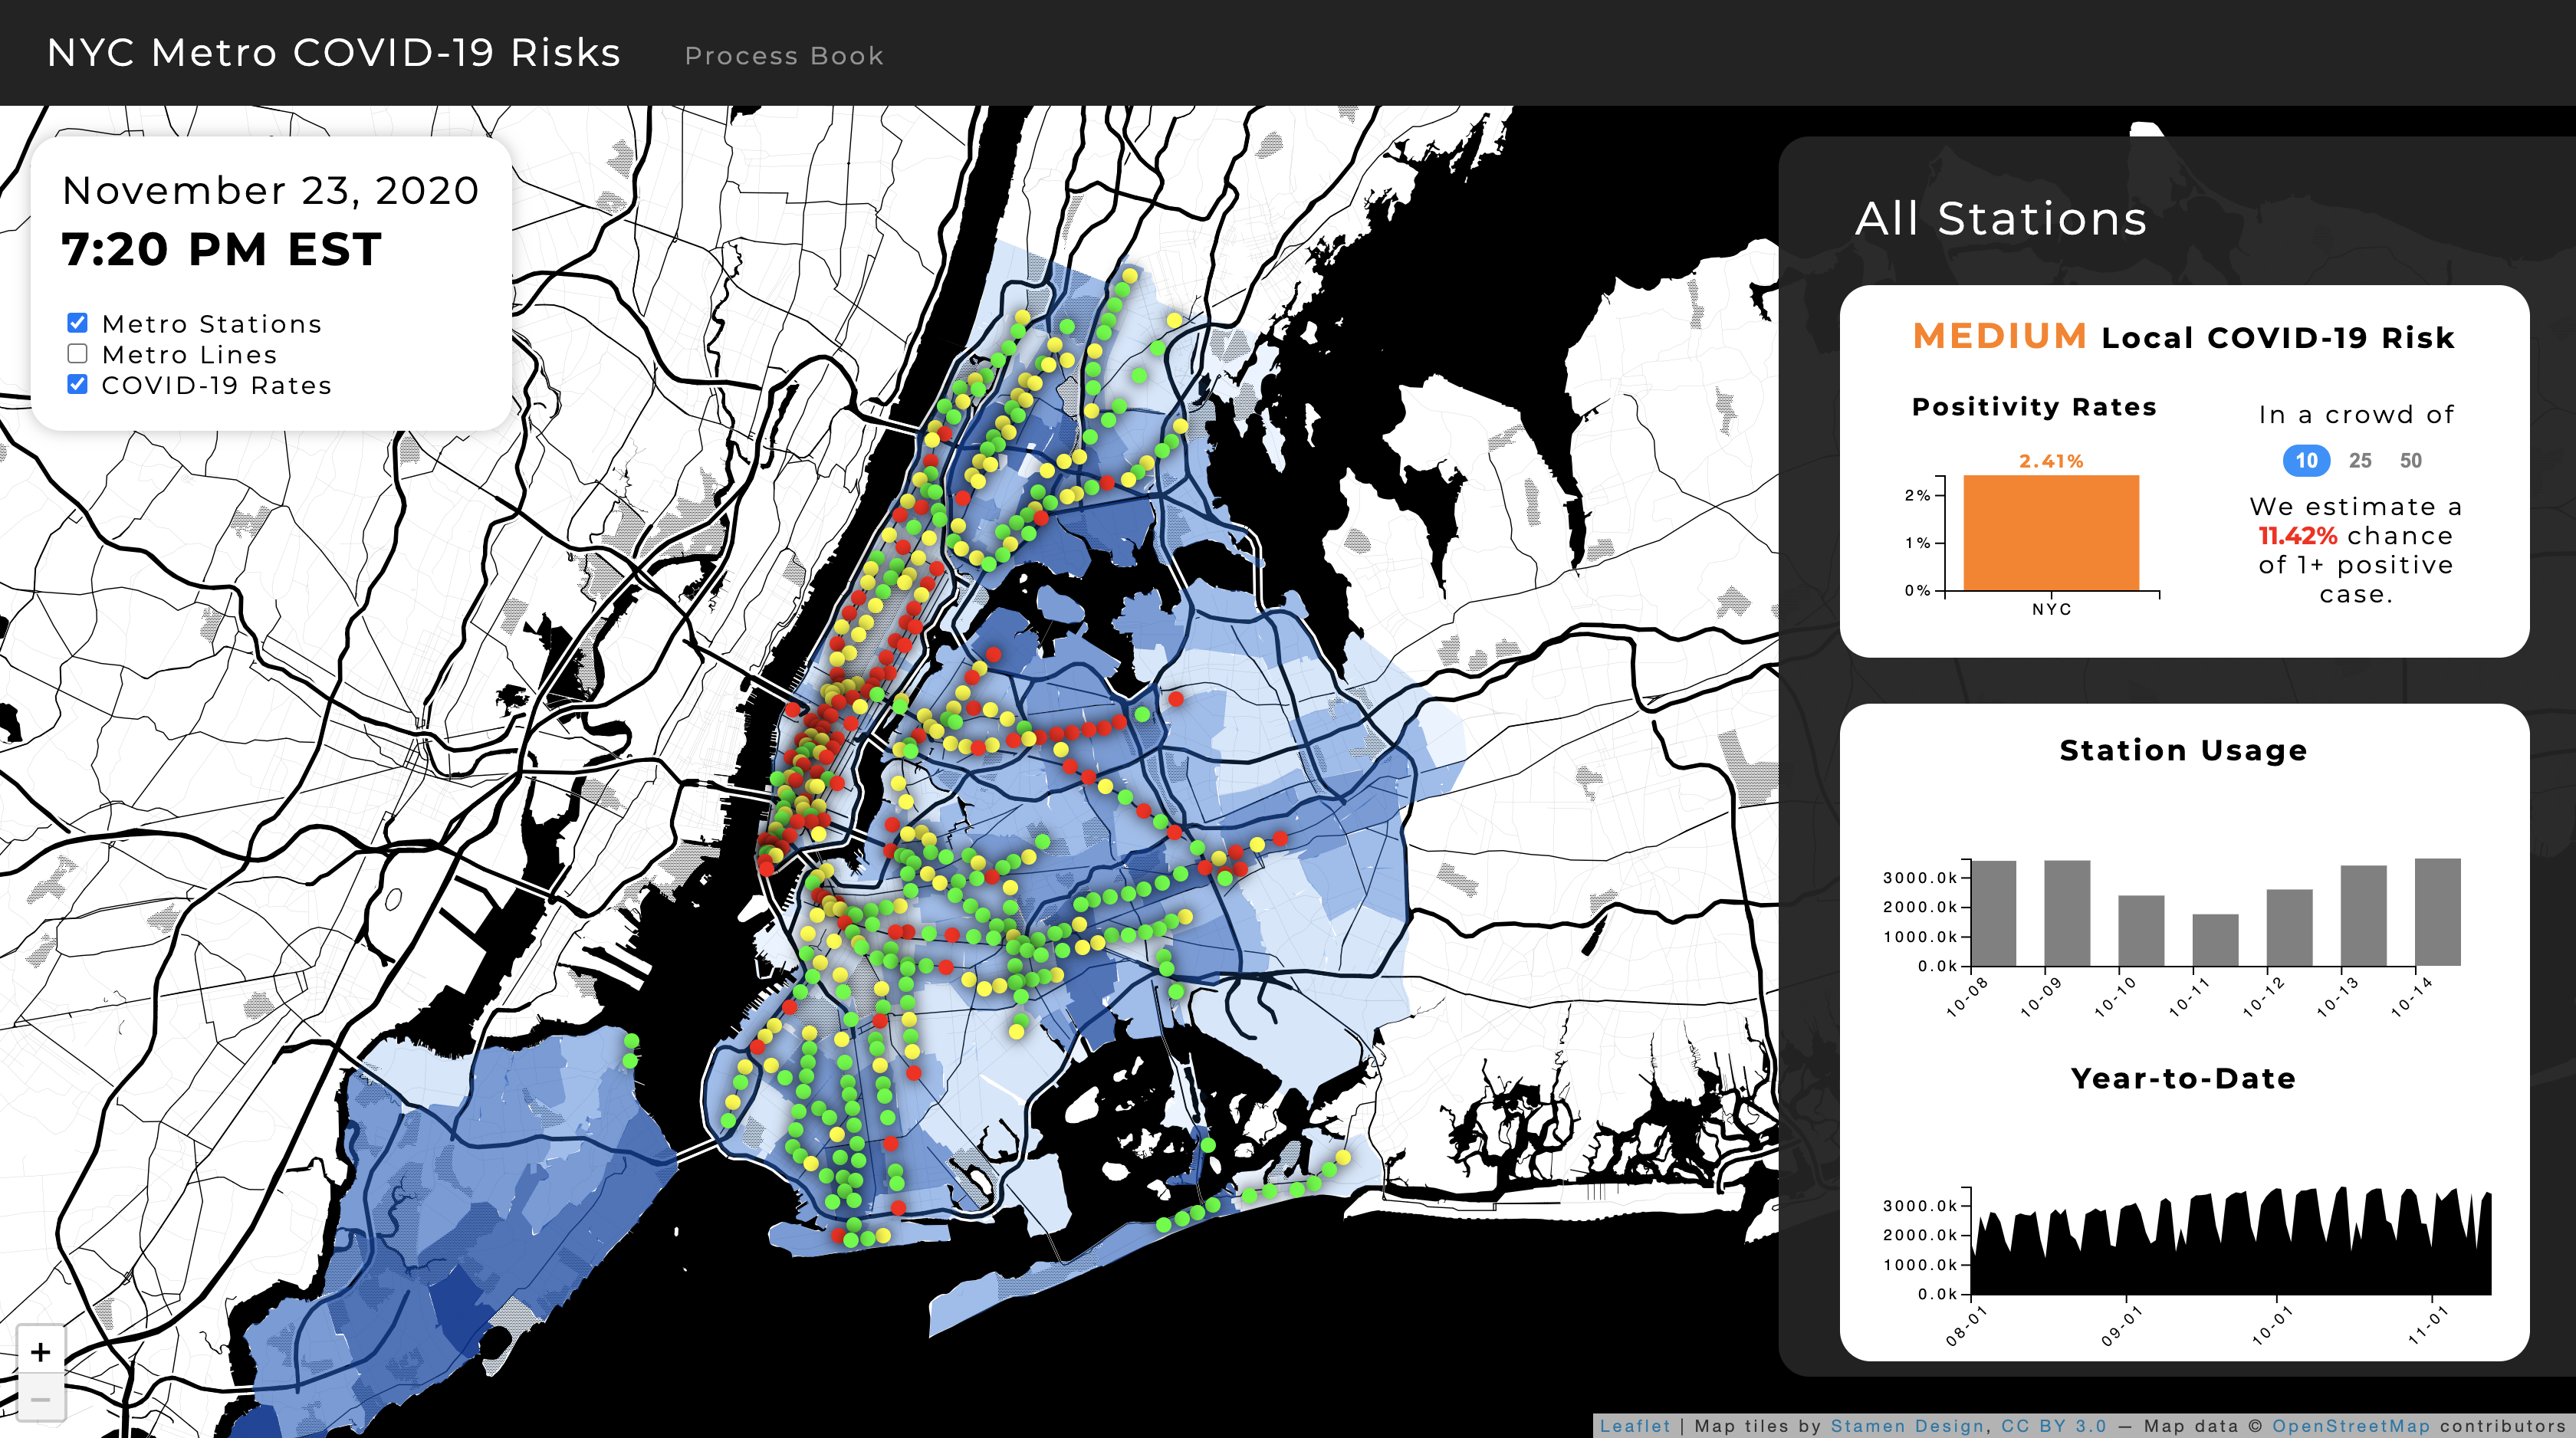 NYC Metro COVID-19 Risks
Process Book
November 23, 2020
7:20 PM EST
Metro Stations
Metro Lines
COVID-19 Rates
All Stations
MEDIUM Local COVID-19 Risk
Positivity Rates
2.41%
2%
1%
0%
NYC
In a crowd of
10 25 50
We estimate a
11.42% chance
of 1+ positive
case.
Station Usage
3000.0k
2000.0k
1000.0k
0.0k
10-08 10-09 10-10 10-11 10-12 10-13 10-14
Year-to-Date
3000.0k
2000.0k
1000.0k
0.0k
08-01 09-01 10-01 11-01
+
−
Leaflet | Map tiles by Stamen Design, CC BY 3.0 — Map data © OpenStreetMap contributors